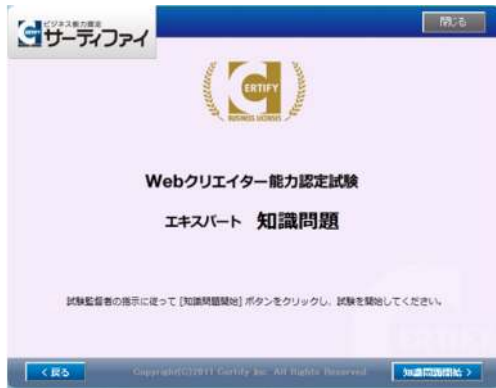 ビジネス能力認定
サーティファイ
閉じる
CERTIFY
BUSINESS LICENSES
Webクリエイター能力認定試験
エキスパート 知識問題
試験監督者の指示に従って [知識問題開始] ボタンをクリックし、試験を開始してください。
< 戻る
Copyright(C)2011 Certify Inc. All Rights Reserved.
知識問題開始 >